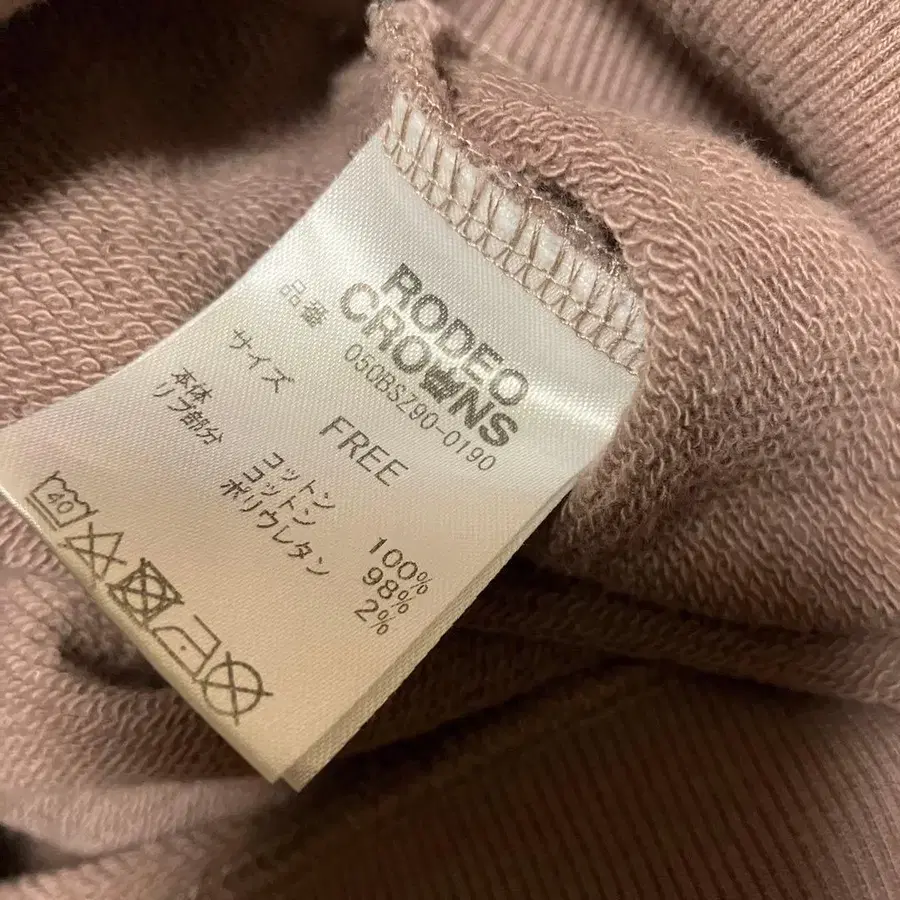 RODEO
CROWNS
品番 050BSZ90-0190
サイズ FREE
本体 コットン 100%
リブ部分 コットン 98%
ポリウレタン 2%
40